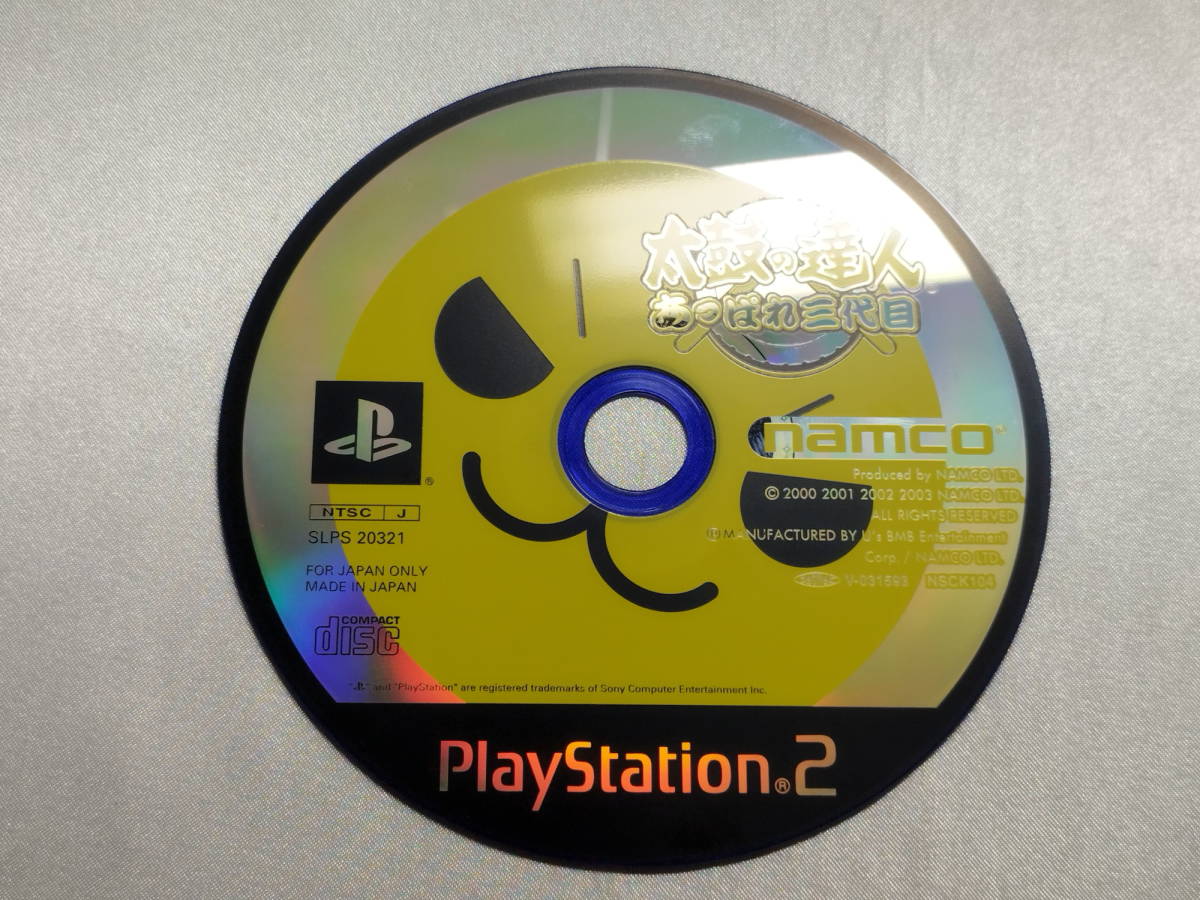 太鼓の達人
あっぱれ三代目
namco
Produced by NAMCO LTD.
© 2000 2001 2002 2003 NAMCO LTD.
ALL RIGHTS RESERVED
MANUFACTURED BY U's BMB Entertainment
Corp. / NAMCO LTD.
V-031593 NSCK104
NTSC J
SLPS 20321
FOR JAPAN ONLY
MADE IN JAPAN
COMPACT
disc
"PS" and "PlayStation" are registered trademarks of Sony Computer Entertainment Inc.
PlayStation®2